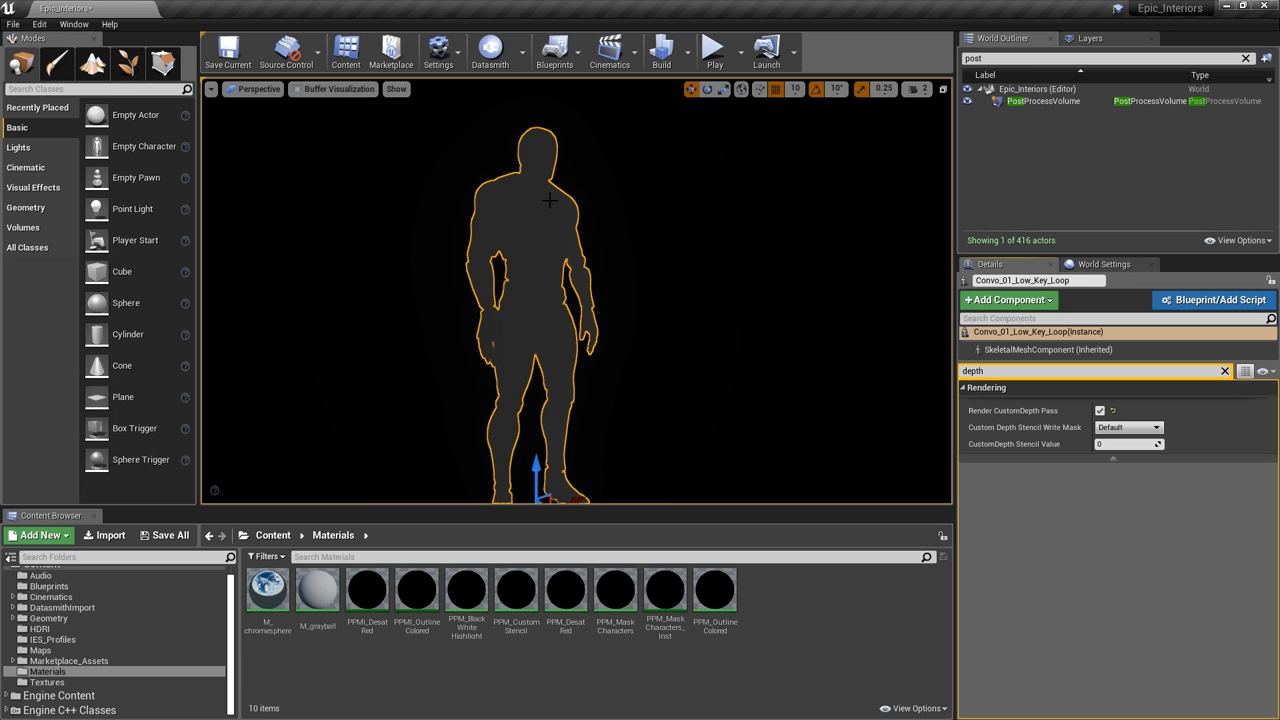 Epic_Interiors*
Epic_Interiors
File Edit Window Help
Modes
Search Classes
Recently Placed
Basic
Lights
Cinematic
Visual Effects
Geometry
Volumes
All Classes
Empty Actor
Empty Character
Empty Pawn
Point Light
Player Start
Cube
Sphere
Cylinder
Cone
Plane
Box Trigger
Sphere Trigger
Save Current Source Control Content Marketplace Settings Datasmith Blueprints Cinematics Build Play Launch
Perspective Buffer Visualization Show
10 10° 0.25 2
World Outliner Layers
post
Label Type
Epic_Interiors (Editor) World
PostProcessVolume PostProcessVolume PostProcessVolume
Showing 1 of 416 actors View Options
Details World Settings
Convo_01_Low_Key_Loop
+Add Component Blueprint/Add Script
Search Components
Convo_01_Low_Key_Loop(Instance)
SkeletalMeshComponent (Inherited)
depth
Rendering
Render CustomDepth Pass
Custom Depth Stencil Write Mask Default
CustomDepth Stencil Value 0
Content Browser
Add New Import Save All Content Materials
Search Folders
Filters Search Materials
Audio
Blueprints
Cinematics
DatasmithImport
Geometry
HDRI
IES_Profiles
Maps
Marketplace_Assets
Materials
Textures
Engine Content
Engine C++ Classes
M_
chromesphere
M_grayball
PPMI_Desat
Red
PPMI_Outline
Colored
PPM_Black
White
Highlight
PPM_Custom
Stencil
PPM_Desat
Red
PPM_Mask
Characters
PPM_Mask
Characters_
Inst
PPM_Outline
Colored
10 items View Options